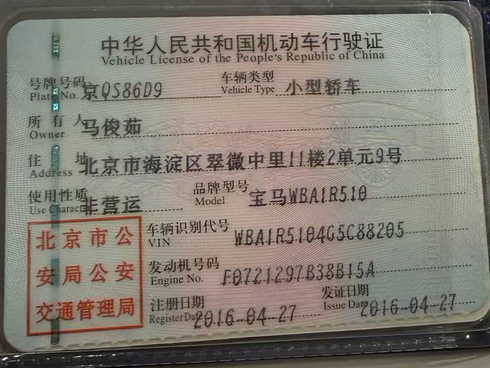 中华人民共和国机动车行驶证
Vehicle License of the People's Republic of China
号牌号码 京QS86D9 车辆类型 小型轿车
Plate No. Vehicle Type
所有人 马俊茹
Owner
住址 北京市海淀区翠微中里11楼2单元9号
Address
使用性质 非营运 品牌型号 宝马WBA1R510
Use Character Model
北京市公 车辆识别代号 WBA1R5104G5C88205
VIN
安局公安 发动机号码 F0721297B38B15A
Engine No.
交通管理局 注册日期 2016-04-27 发证日期 2016-04-27
Register Date Issue Date